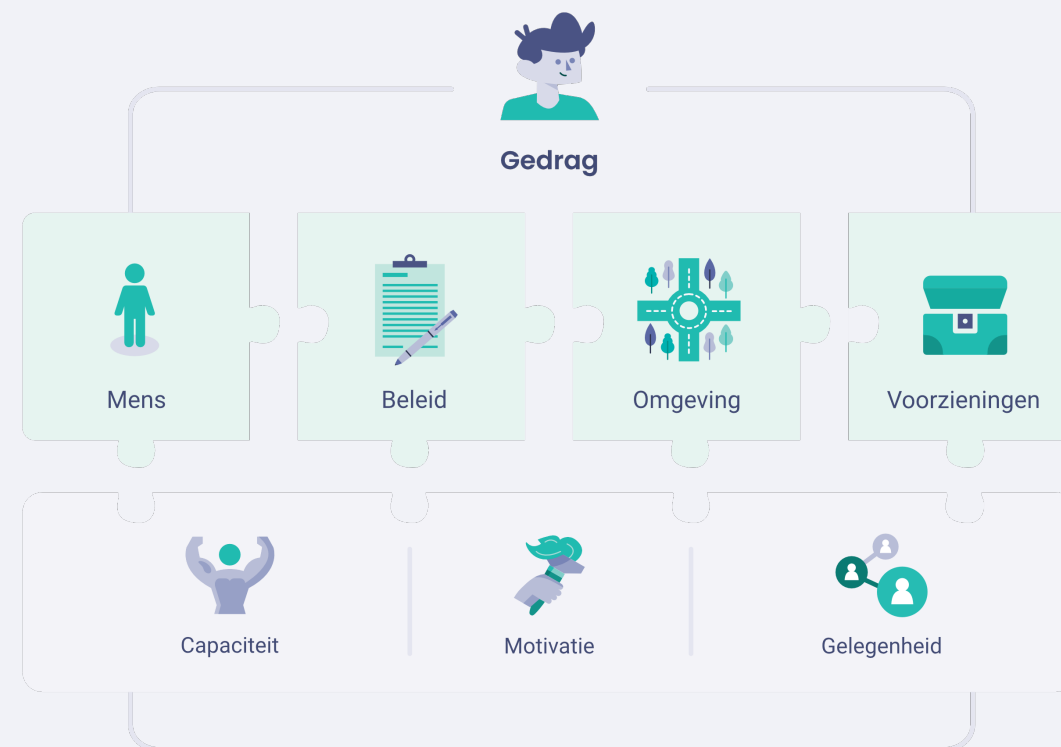 Gedrag
Mens
Beleid
Omgeving
Voorzieningen
Capaciteit
Motivatie
Gelegenheid